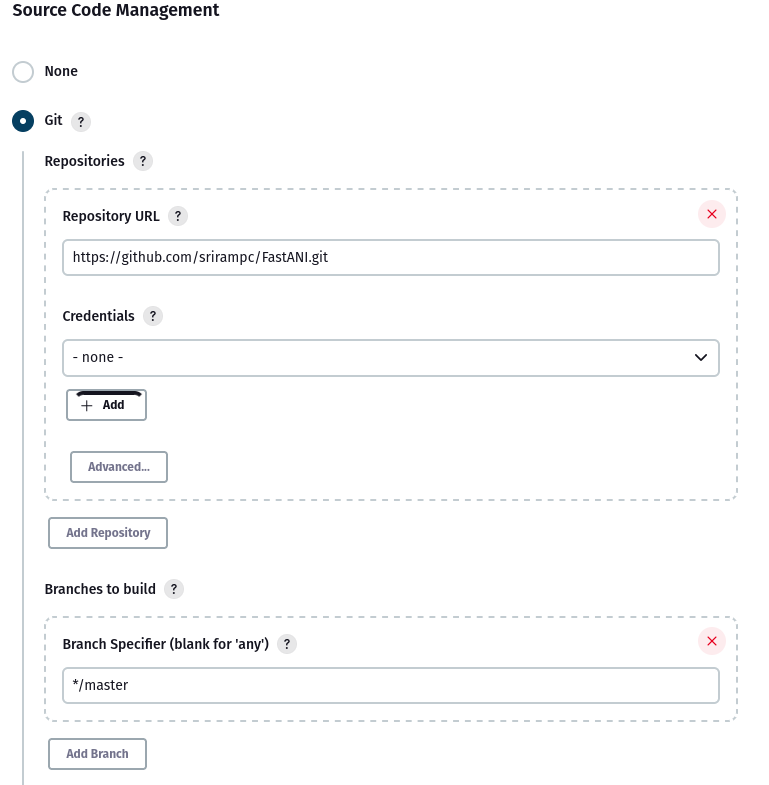 Source Code Management
None
Git ?
Repositories ?
Repository URL ?
https://github.com/srirampc/FastANI.git
Credentials ?
- none -
+ Add
Advanced...
Add Repository
Branches to build ?
Branch Specifier (blank for 'any') ?
*/master
Add Branch